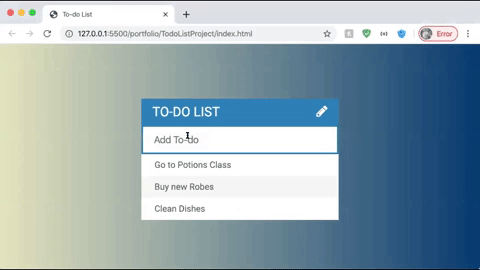 To-do List
127.0.0.1:5500/portfolio/TodoListProject/index.html
Error
TO-DO LIST
Add To-do
Go to Potions Class
Buy new Robes
Clean Dishes